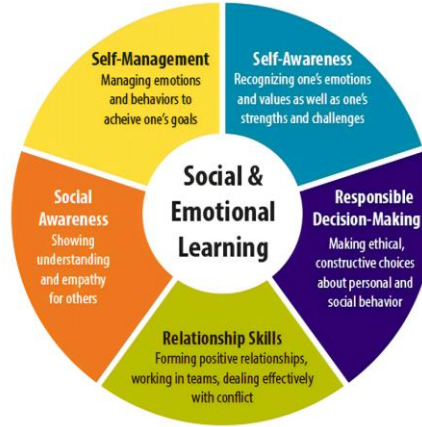 Self-Management
Managing emotions
and behaviors to
acheive one's goals
Self-Awareness
Recognizing one's emotions
and values as well as one's
strengths and challenges
Social &
Emotional
Learning
Social
Awareness
Showing
understanding
and empathy
for others
Responsible
Decision-Making
Making ethical,
constructive choices
about personal and
social behavior
Relationship Skills
Forming positive relationships,
working in teams, dealing effectively
with conflict